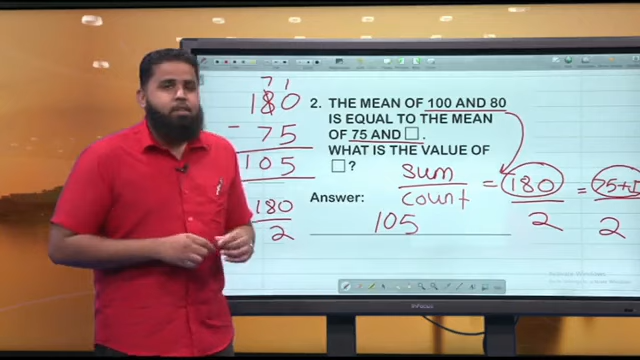 7 1
180
- 75
105
180
2
2. THE MEAN OF 100 AND 80
IS EQUAL TO THE MEAN
OF 75 AND □.
WHAT IS THE VALUE OF
□?
Answer:
105
sum
count
= 180
2
= 75+
2